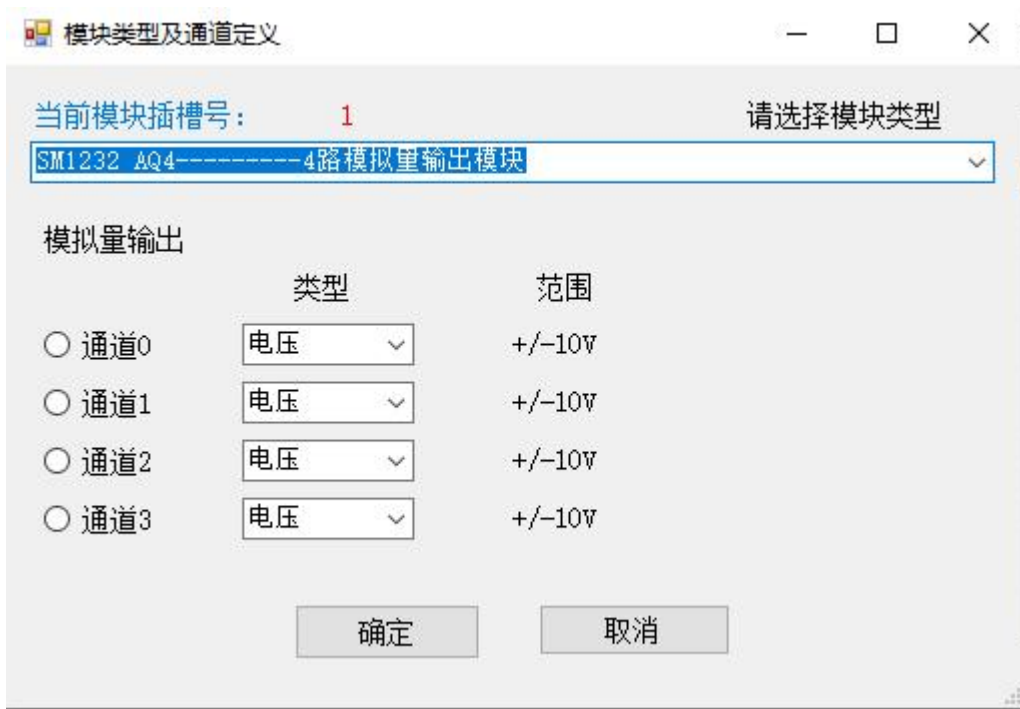 模块类型及通道定义
当前模块插槽号： 1 请选择模块类型
SM1232 AQ4---------4路模拟量输出模块
模拟量输出
类型 范围
通道0 电压 +/-10V
通道1 电压 +/-10V
通道2 电压 +/-10V
通道3 电压 +/-10V
确定 取消